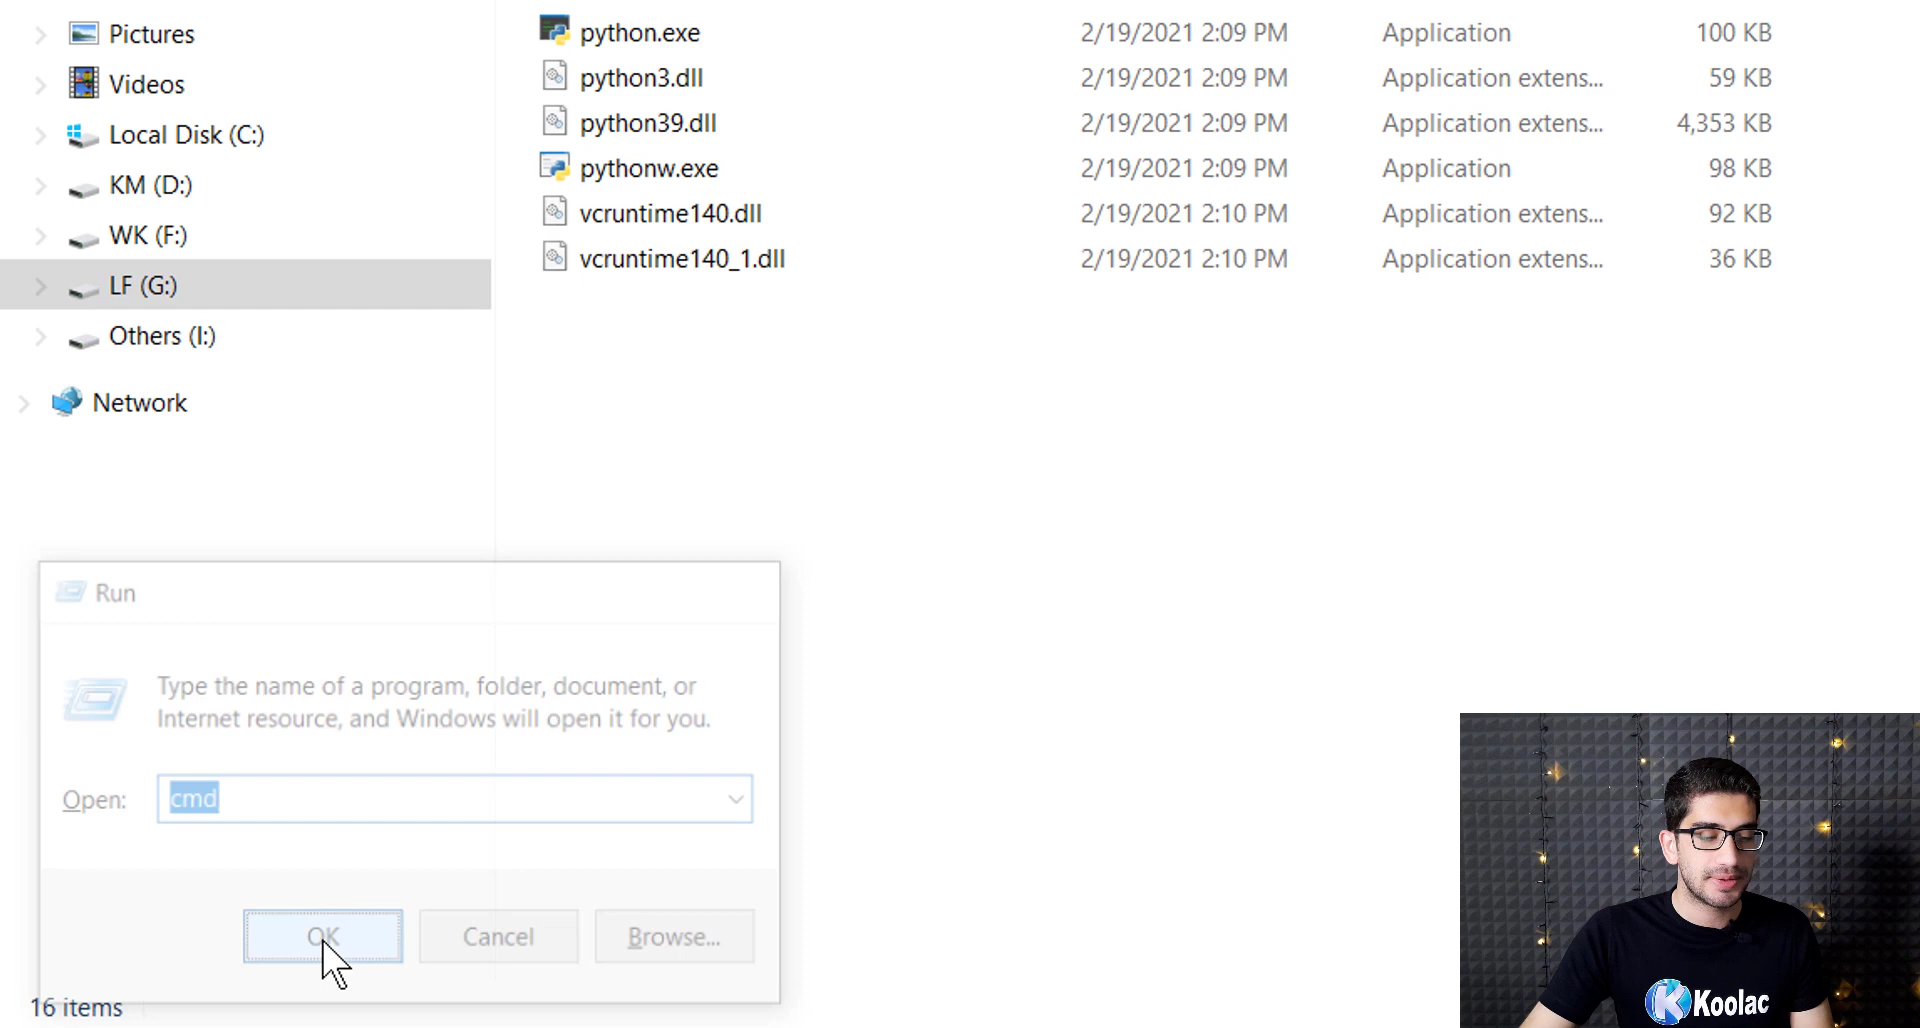 Pictures
Videos
Local Disk (C:)
KM (D:)
WK (F:)
LF (G:)
Others (I:)
Network
python.exe 2/19/2021 2:09 PM Application 100 KB
python3.dll 2/19/2021 2:09 PM Application extens... 59 KB
python39.dll 2/19/2021 2:09 PM Application extens... 4,353 KB
pythonw.exe 2/19/2021 2:09 PM Application 98 KB
vcruntime140.dll 2/19/2021 2:10 PM Application extens... 92 KB
vcruntime140_1.dll 2/19/2021 2:10 PM Application extens... 36 KB
Run
Type the name of a program, folder, document, or
Internet resource, and Windows will open it for you.
Open: cmd
OK Cancel Browse...
16 items
Koolac